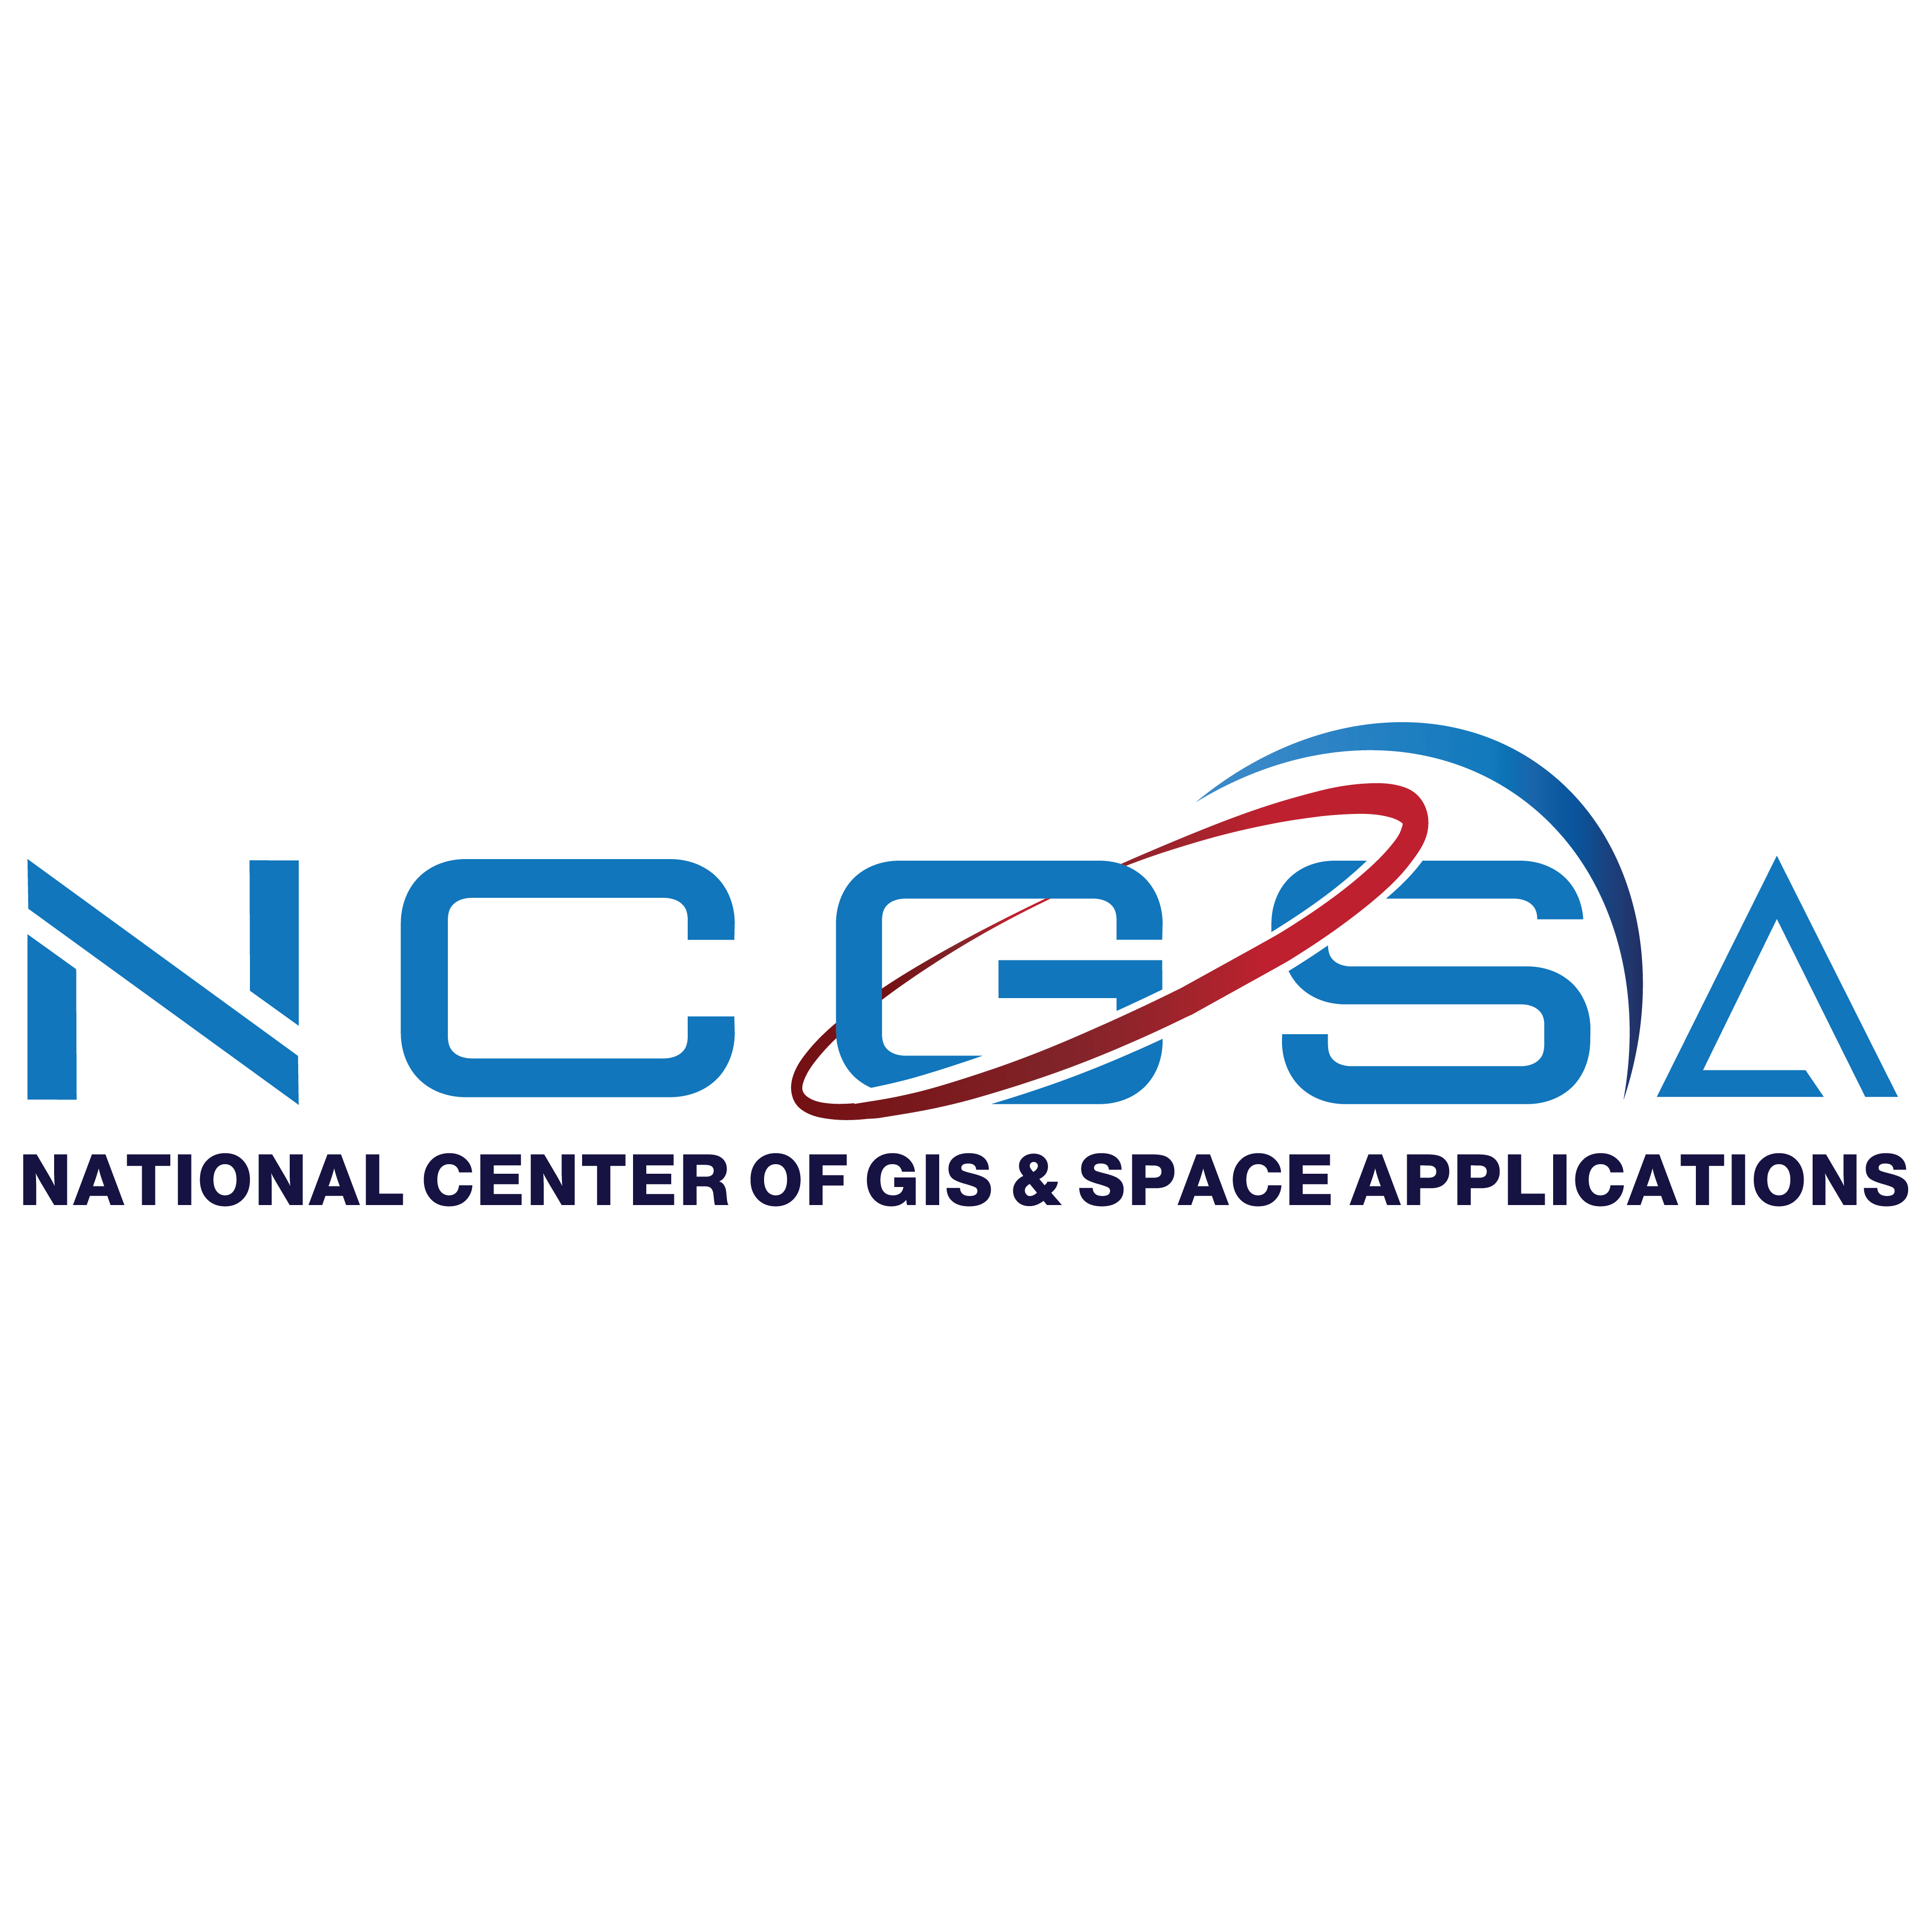 NCGSA
NATIONAL CENTER OF GIS & SPACE APPLICATIONS